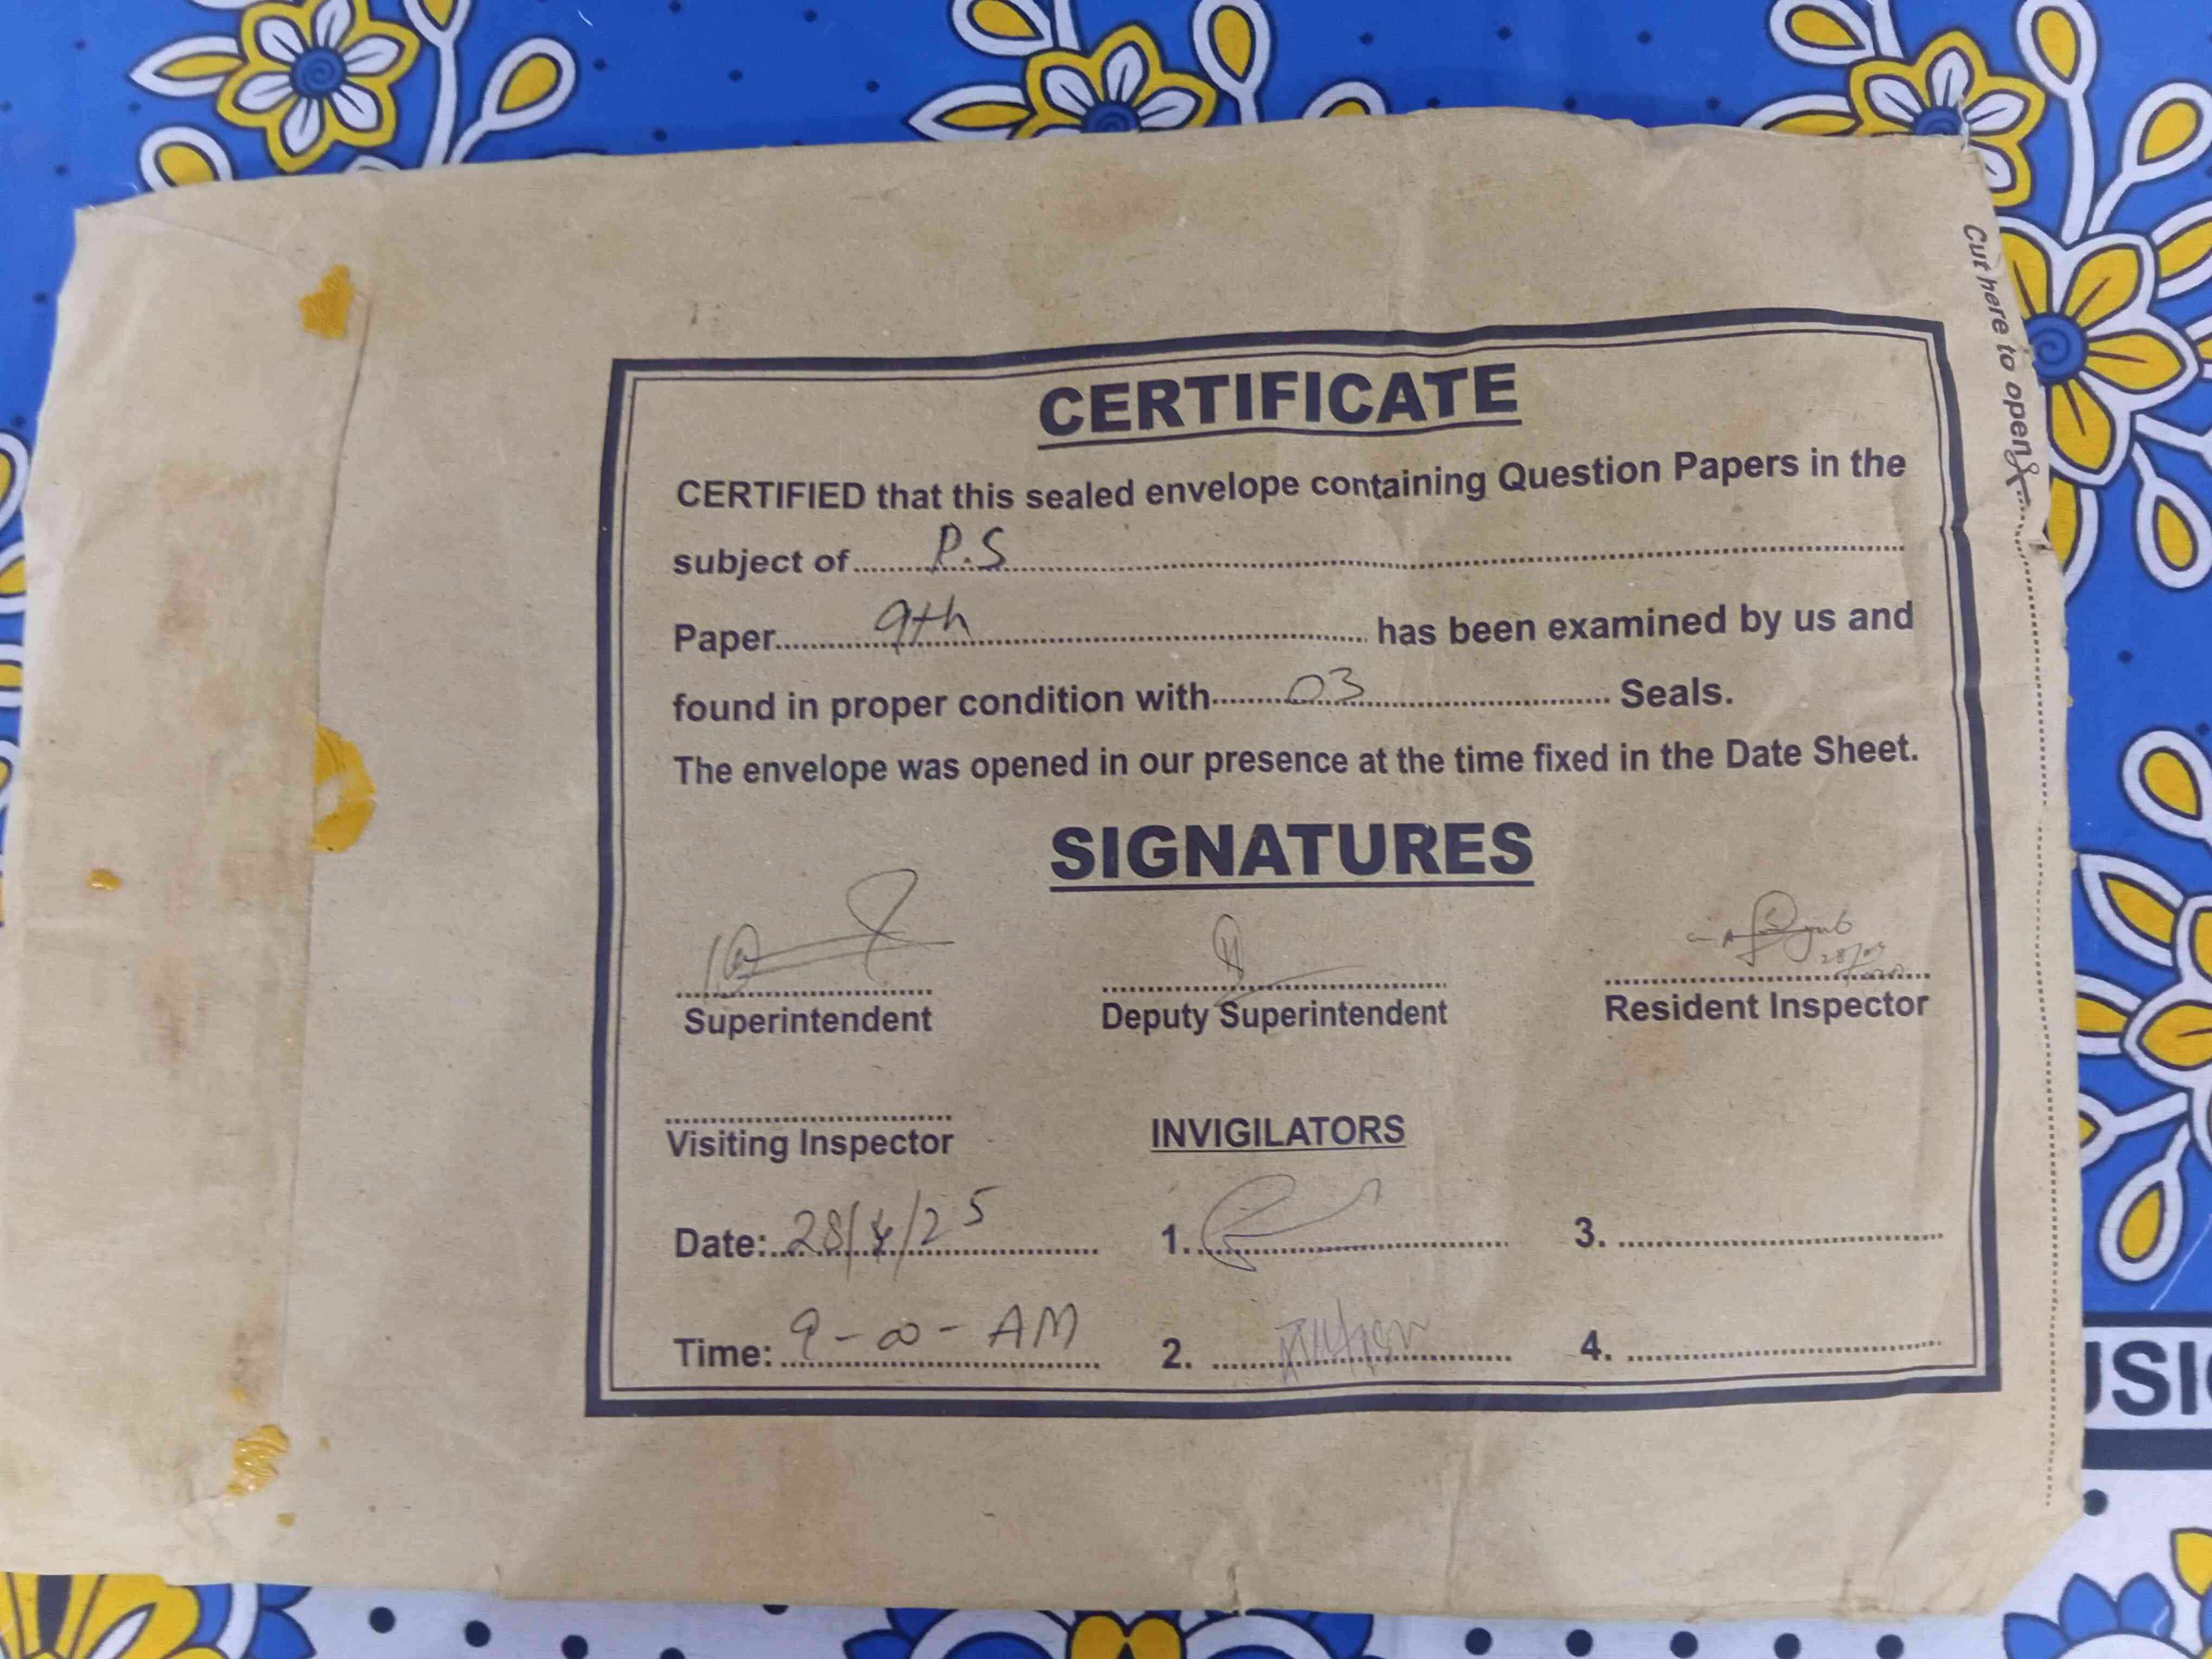 Cut here to open
CERTIFICATE
CERTIFIED that this sealed envelope containing Question Papers in the
subject of P.S
Paper 9th has been examined by us and
found in proper condition with 03 Seals.
The envelope was opened in our presence at the time fixed in the Date Sheet.
SIGNATURES
Superintendent Deputy Superintendent Resident Inspector
Visiting Inspector INVIGILATORS
Date: 28/4/25 1. 3.
Time: 9-00-AM 2. 4.